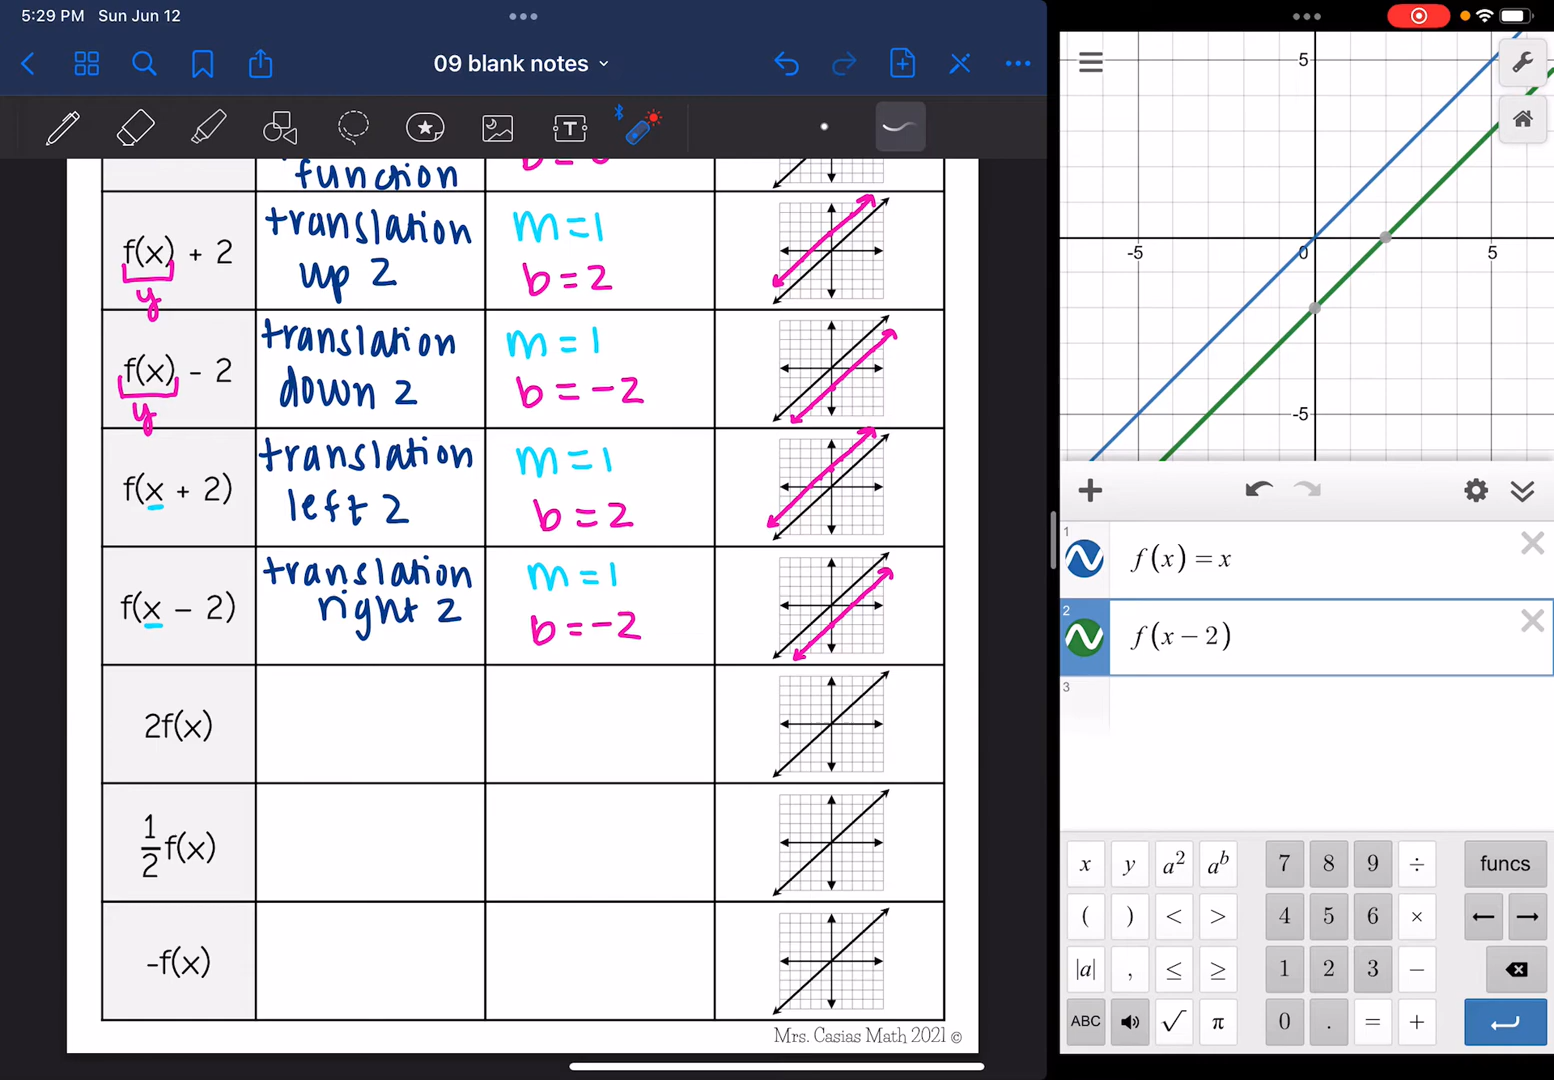 5:29 PM Sun Jun 12
09 blank notes
function
f(x) + 2
y
translation
up 2
m = 1
b = 2
f(x) - 2
y
translation
down 2
m = 1
b = -2
f(x + 2)
translation
left 2
m = 1
b = 2
f(x - 2)
translation
right 2
m = 1
b = -2
2f(x)
1/2 f(x)
-f(x)
Mrs. Casias Math 2021 ©
5
-5
0
5
-5
1
f(x) = x
2
f(x - 2)
3
x y a² aᵇ 7 8 9 ÷ funcs
( ) < > 4 5 6 × ← →
|a| , ≤ ≥ 1 2 3 −
ABC √ π 0 . = +